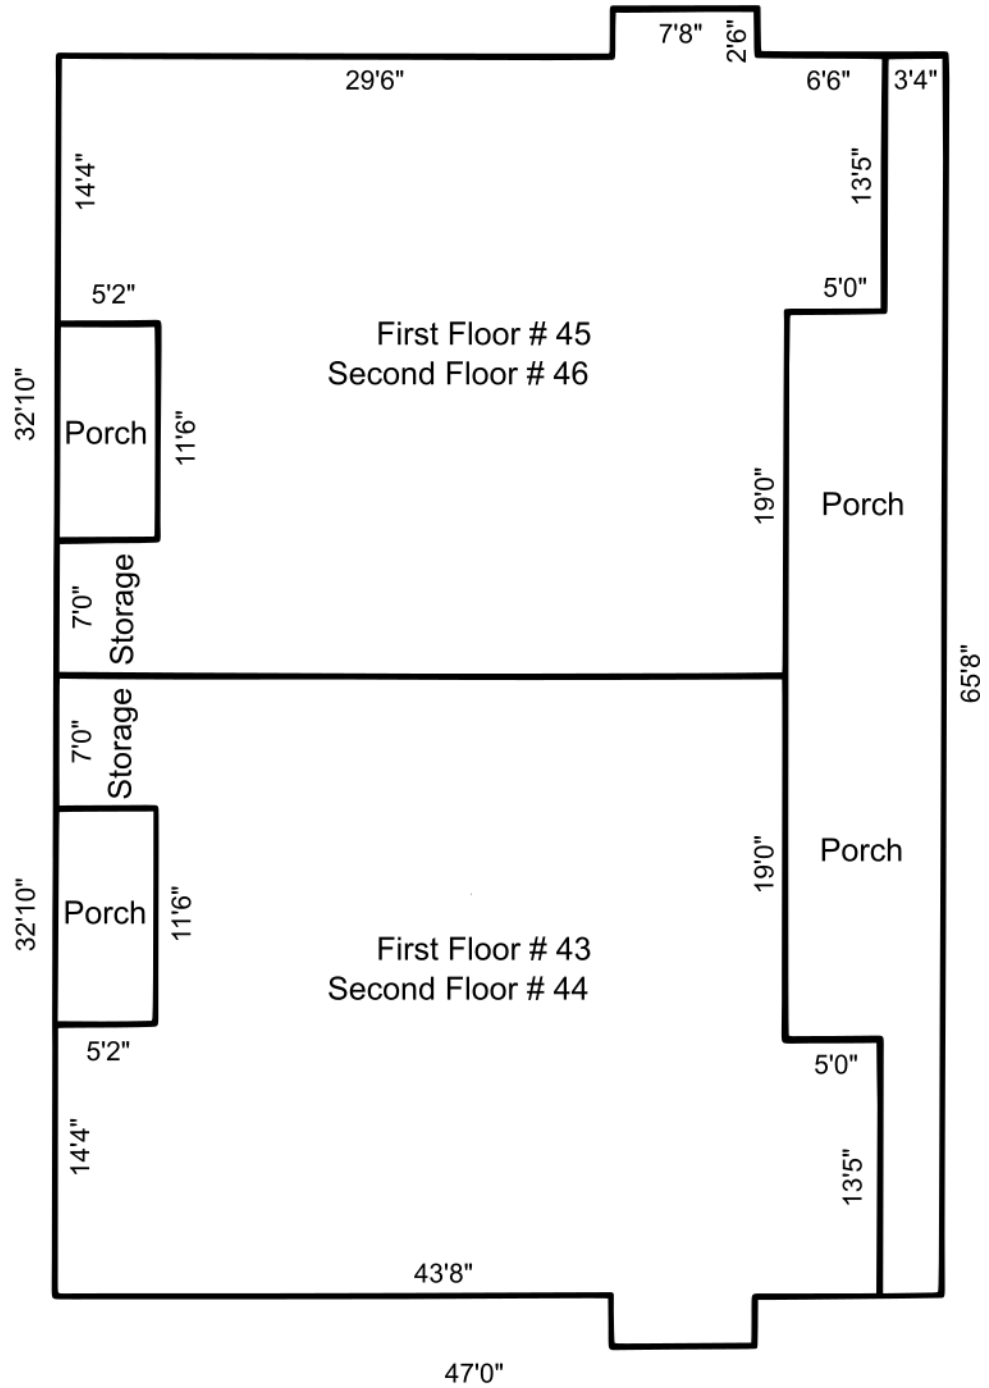 7'8"
2'6"
29'6"
6'6"
3'4"
14'4"
13'5"
5'2"
5'0"
First Floor # 45
Second Floor # 46
32'10"
Porch
11'6"
19'0"
Porch
7'0"
Storage
65'8"
7'0"
Storage
19'0"
Porch
32'10"
Porch
11'6"
First Floor # 43
Second Floor # 44
5'2"
5'0"
14'4"
13'5"
43'8"
47'0"